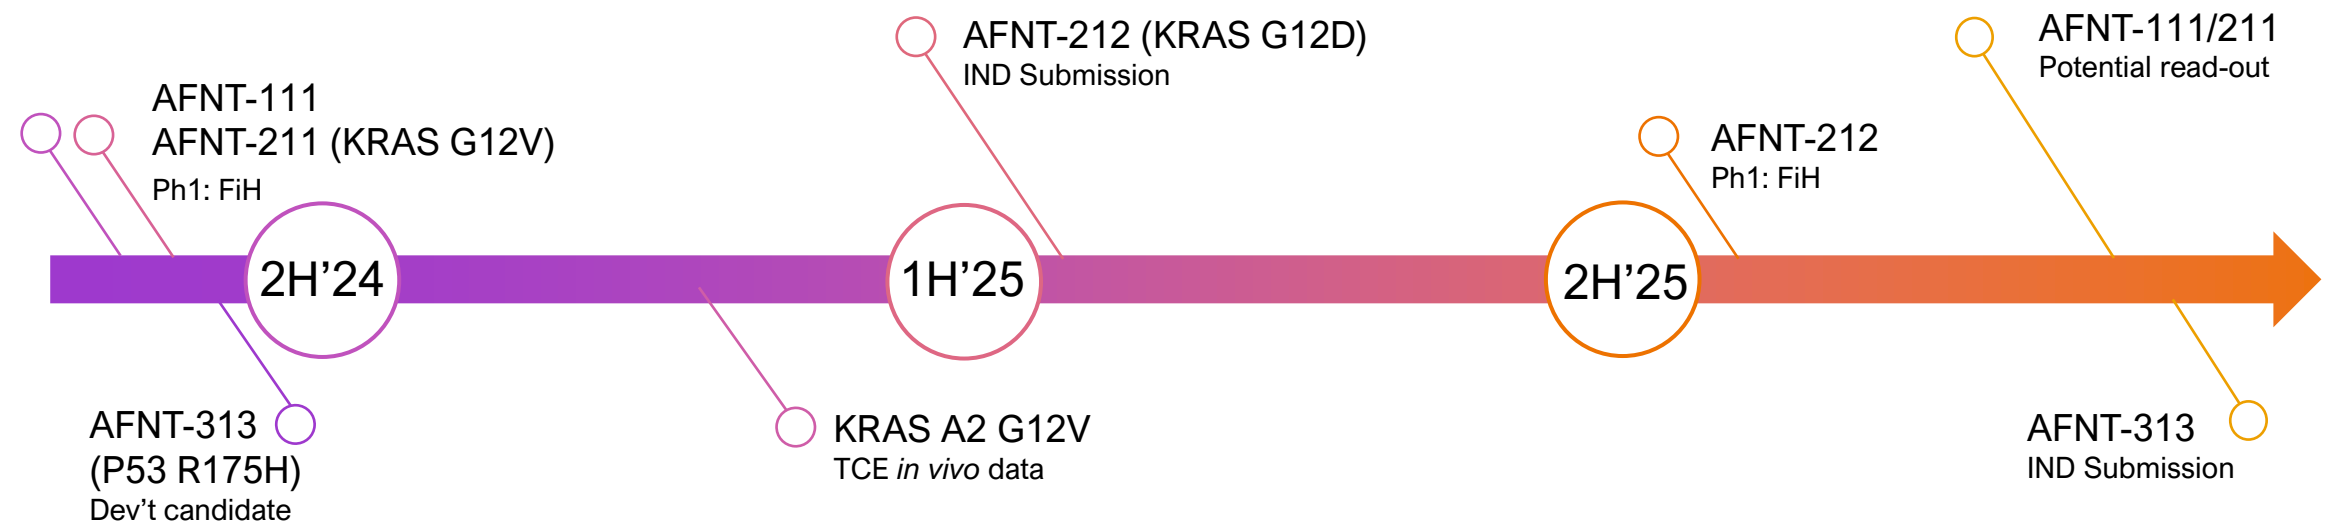 AFNT-111
AFNT-211 (KRAS G12V)
Ph1: FiH
2H’24
AFNT-313
(P53 R175H)
Dev’t candidate
KRAS A2 G12V
TCE in vivo data
AFNT-212 (KRAS G12D)
IND Submission
1H’25
2H’25
AFNT-212
Ph1: FiH
AFNT-111/211
Potential read-out
AFNT-313
IND Submission